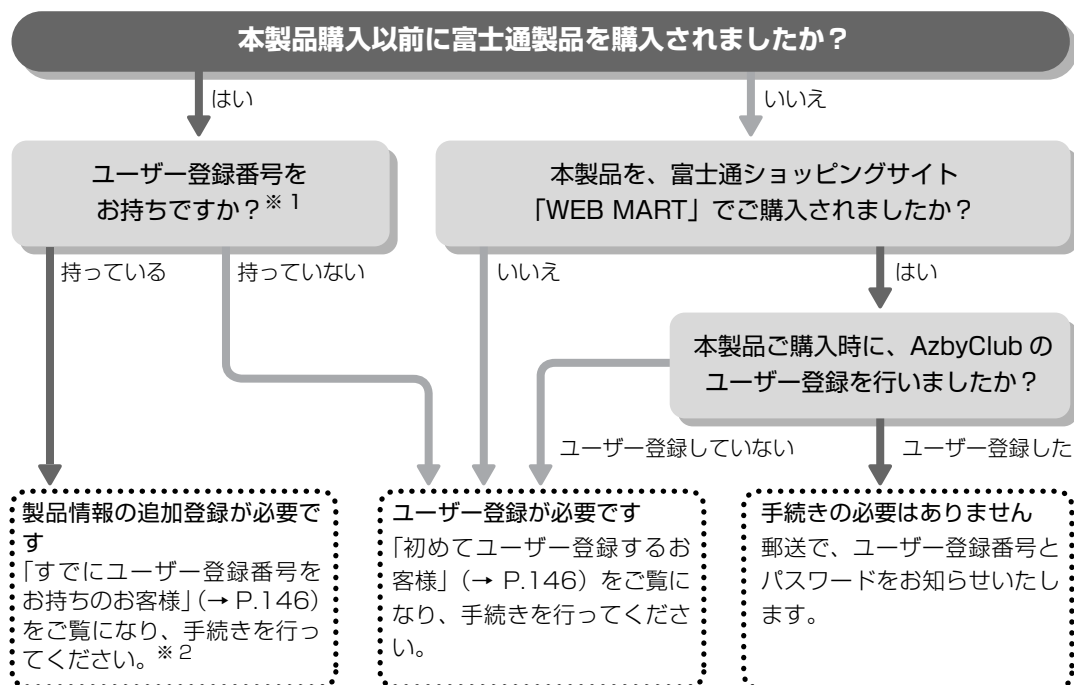 本製品購入以前に富士通製品を購入されましたか？
はい
いいえ
ユーザー登録番号を
お持ちですか？※1
本製品を、富士通ショッピングサイト
「WEB MART」でご購入されましたか？
持っている
持っていない
いいえ
はい
本製品ご購入時に、AzbyClub の
ユーザー登録を行いましたか？
ユーザー登録していない
ユーザー登録した
製品情報の追加登録が必要で
す
「すでにユーザー登録番号を
お持ちのお客様」（→ P.146）
をご覧になり、手続きを行っ
てください。※2
ユーザー登録が必要です
「初めてユーザー登録するお
客様」（→ P.146）をご覧に
なり、手続きを行ってくださ
い。
手続きの必要はありません
郵送で、ユーザー登録番号と
パスワードをお知らせいたし
ます。